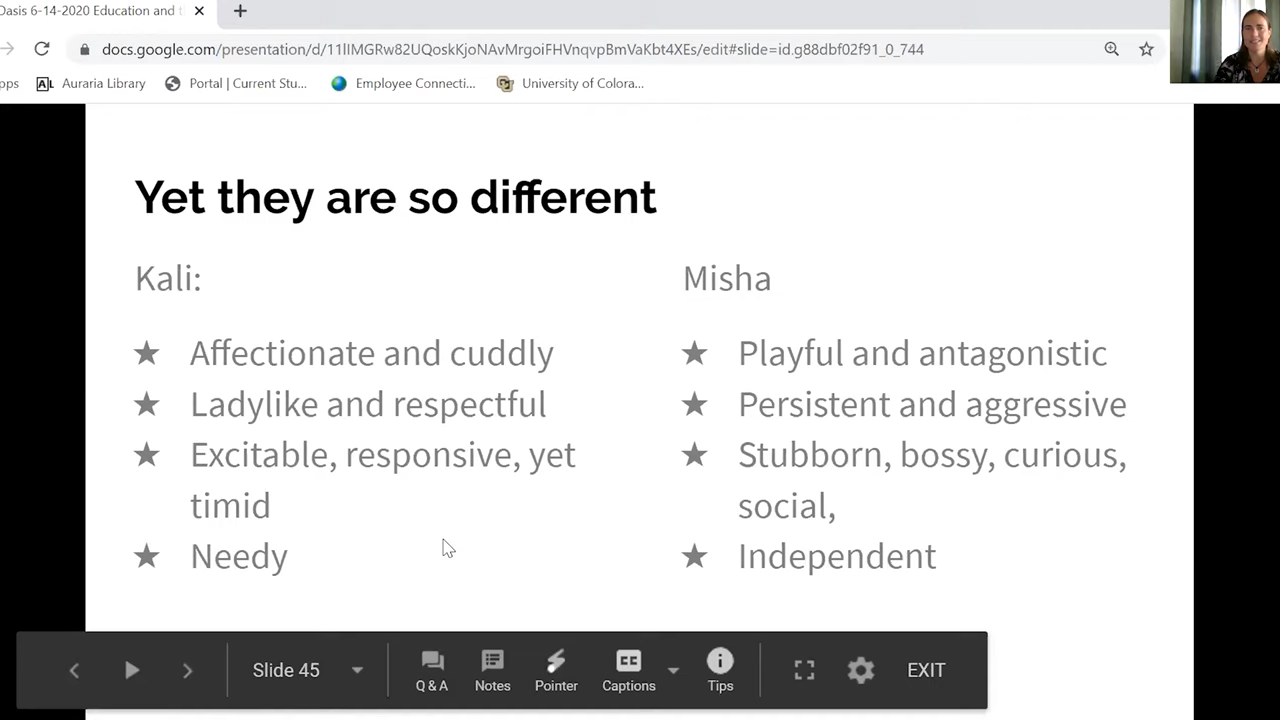 Oasis 6-14-2020 Education and t
docs.google.com/presentation/d/11lIMGRw82UQoskKjoNAvMrgoiFHVnqvpBmVaKbt4XEs/edit#slide=id.g88dbf02f91_0_744
pps
AL Auraria Library
Portal | Current Stu...
Employee Connecti...
University of Colora...
Yet they are so different
Kali:
★ Affectionate and cuddly
★ Ladylike and respectful
★ Excitable, responsive, yet
timid
★ Needy
Misha
★ Playful and antagonistic
★ Persistent and aggressive
★ Stubborn, bossy, curious,
social,
★ Independent
Slide 45
Q & A
Notes
Pointer
CC
Captions
Tips
EXIT